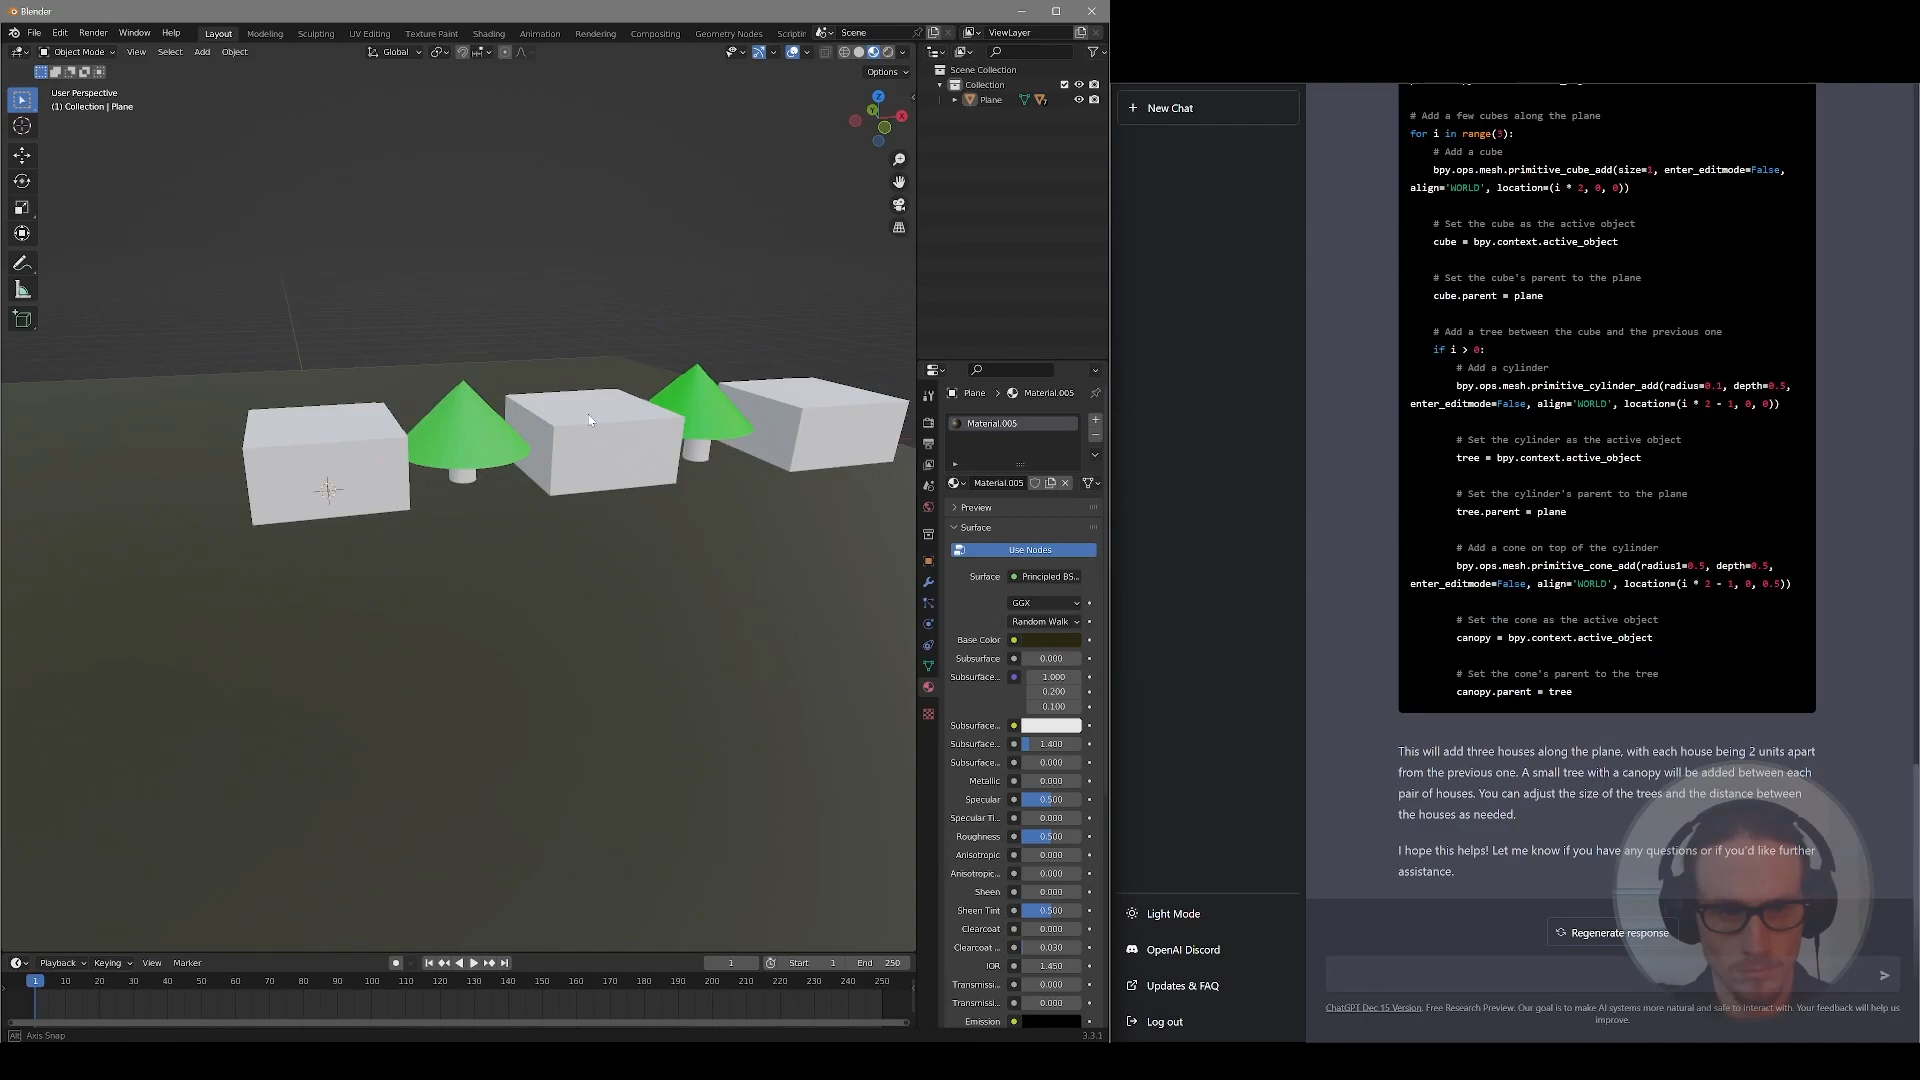 Blender
File Edit Render Window Help
Layout Modeling Sculpting UV Editing Texture Paint Shading Animation Rendering Compositing Geometry Nodes Scriptin
Scene
ViewLayer
Object Mode View Select Add Object
Global
Options
User Perspective
(1) Collection | Plane
Z
X
Y
Scene Collection
Collection
Plane
Plane > Material.005
Material.005
Material.005
Preview
Surface
Use Nodes
Surface Principled BS...
GGX
Random Walk
Base Color
Subsurface 0.000
Subsurface... 1.000
0.200
0.100
Subsurface...
Subsurface... 1.400
Subsurface... 0.000
Metallic 0.000
Specular 0.500
Specular Ti... 0.000
Roughness 0.500
Anisotropic 0.000
Anisotropic... 0.000
Sheen 0.000
Sheen Tint 0.500
Clearcoat 0.000
Clearcoat ... 0.030
IOR 1.450
Transmissi... 0.000
Transmissi... 0.000
Emission
Playback Keying View Marker
1 Start 1 End 250
1 10 20 30 40 50 60 70 80 90 100 110 120 130 140 150 160 170 180 190 200 210 220 230 240 250
Alt Axis Snap
3.3.1
+ New Chat
Light Mode
OpenAI Discord
Updates & FAQ
Log out
# Add a few cubes along the plane
for i in range(3):
# Add a cube
bpy.ops.mesh.primitive_cube_add(size=1, enter_editmode=False,
align='WORLD', location=(i * 2, 0, 0))
# Set the cube as the active object
cube = bpy.context.active_object
# Set the cube's parent to the plane
cube.parent = plane
# Add a tree between the cube and the previous one
if i > 0:
# Add a cylinder
bpy.ops.mesh.primitive_cylinder_add(radius=0.1, depth=0.5,
enter_editmode=False, align='WORLD', location=(i * 2 - 1, 0, 0))
# Set the cylinder as the active object
tree = bpy.context.active_object
# Set the cylinder's parent to the plane
tree.parent = plane
# Add a cone on top of the cylinder
bpy.ops.mesh.primitive_cone_add(radius1=0.5, depth=0.5,
enter_editmode=False, align='WORLD', location=(i * 2 - 1, 0, 0.5))
# Set the cone as the active object
canopy = bpy.context.active_object
# Set the cone's parent to the tree
canopy.parent = tree
This will add three houses along the plane, with each house being 2 units apart
from the previous one. A small tree with a canopy will be added between each
pair of houses. You can adjust the size of the trees and the distance between
the houses as needed.
I hope this helps! Let me know if you have any questions or if you'd like further
assistance.
Regenerate response
ChatGPT Dec 15 Version. Free Research Preview. Our goal is to make AI systems more natural and safe to interact with. Your feedback will help us
improve.